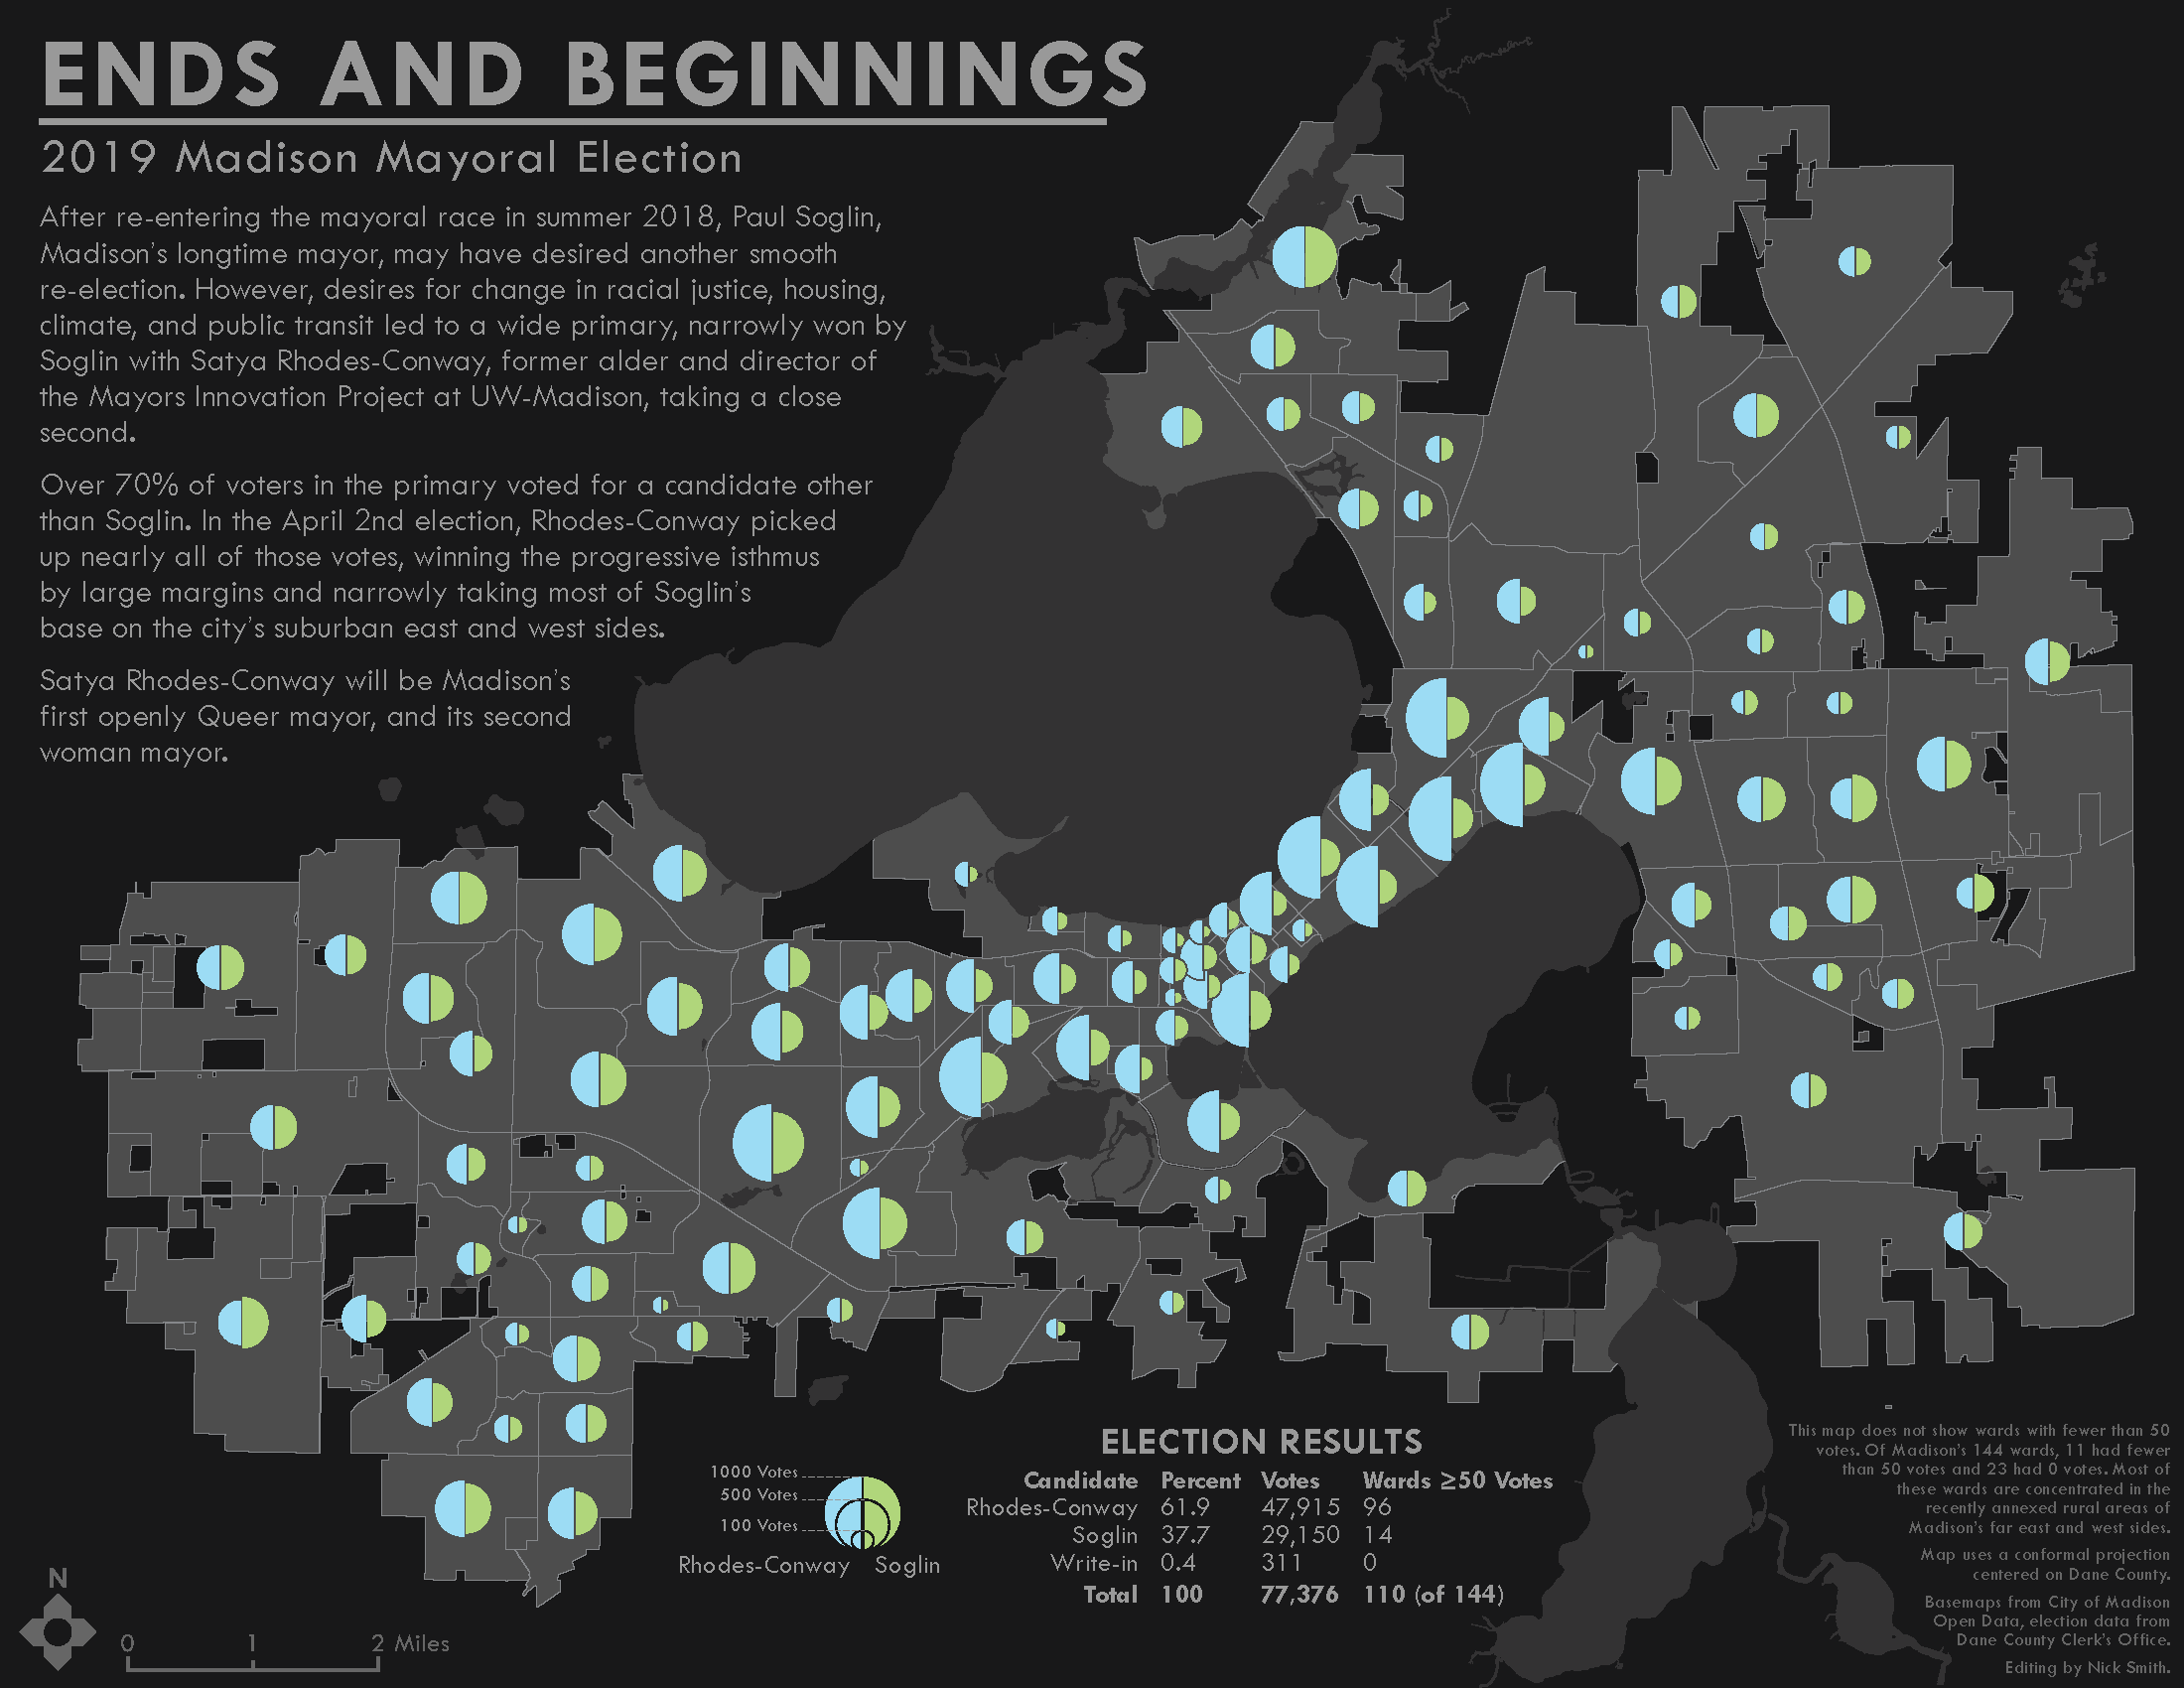 ENDS AND BEGINNINGS
2019 Madison Mayoral Election
After re-entering the mayoral race in summer 2018, Paul Soglin,
Madison's longtime mayor, may have desired another smooth
re-election. However, desires for change in racial justice, housing,
climate, and public transit led to a wide primary, narrowly won by
Soglin with Satya Rhodes-Conway, former alder and director of
the Mayors Innovation Project at UW-Madison, taking a close
second.
Over 70% of voters in the primary voted for a candidate other
than Soglin. In the April 2nd election, Rhodes-Conway picked
up nearly all of those votes, winning the progressive isthmus
by large margins and narrowly taking most of Soglin's
base on the city's suburban east and west sides.
Satya Rhodes-Conway will be Madison's
first openly Queer mayor, and its second
woman mayor.
1000 Votes
500 Votes
100 Votes
Rhodes-Conway Soglin
ELECTION RESULTS
Candidate Percent Votes Wards ≥50 Votes
Rhodes-Conway 61.9 47,915 96
Soglin 37.7 29,150 14
Write-in 0.4 311 0
Total 100 77,376 110 (of 144)
This map does not show wards with fewer than 50
votes. Of Madison's 144 wards, 11 had fewer
than 50 votes and 23 had 0 votes. Most of
these wards are concentrated in the
recently annexed rural areas of
Madison's far east and west sides.
Map uses a conformal projection
centered on Dane County.
Basemaps from City of Madison
Open Data, election data from
Dane County Clerk's Office.
Editing by Nick Smith.
N
0 1 2 Miles